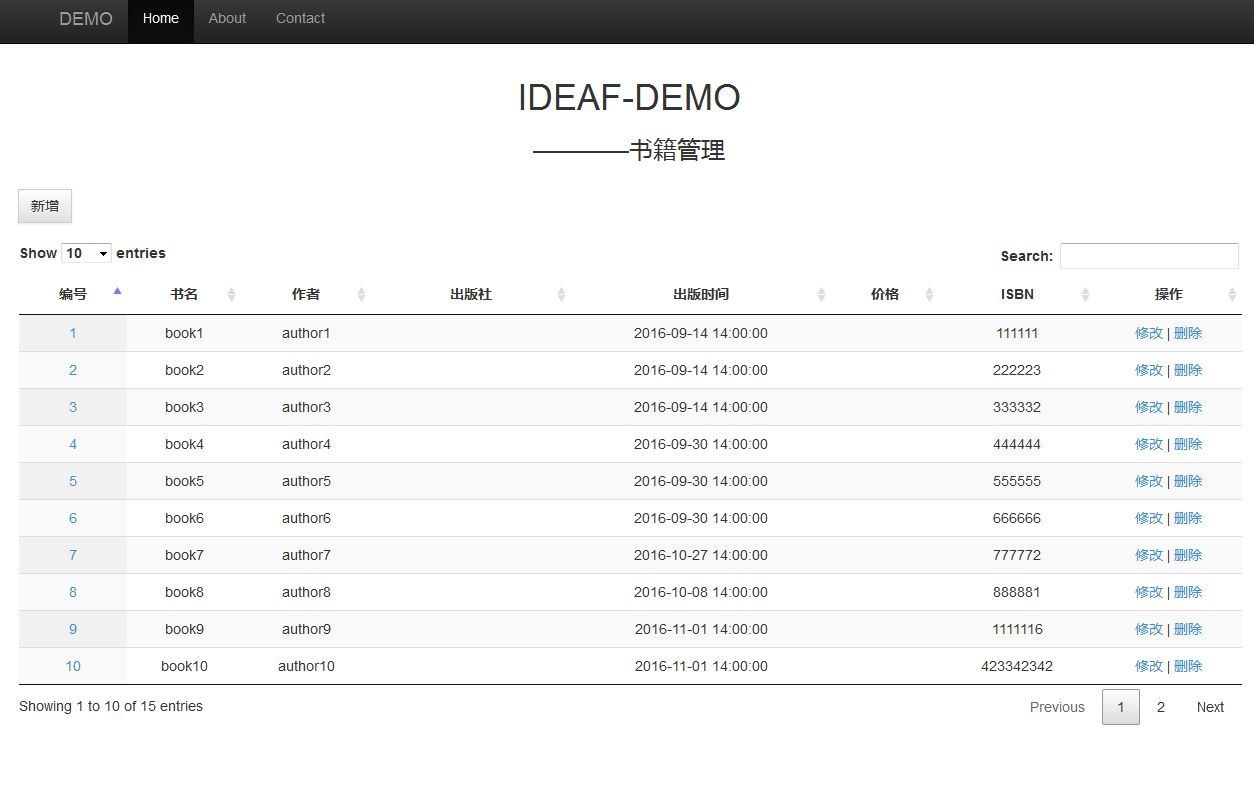 DEMO Home About Contact
IDEAF-DEMO
————书籍管理
新增
Show 10 entries Search:
编号 书名 作者 出版社 出版时间 价格 ISBN 操作
1 book1 author1 2016-09-14 14:00:00 111111 修改 | 删除
2 book2 author2 2016-09-14 14:00:00 222223 修改 | 删除
3 book3 author3 2016-09-14 14:00:00 333332 修改 | 删除
4 book4 author4 2016-09-30 14:00:00 444444 修改 | 删除
5 book5 author5 2016-09-30 14:00:00 555555 修改 | 删除
6 book6 author6 2016-09-30 14:00:00 666666 修改 | 删除
7 book7 author7 2016-10-27 14:00:00 777772 修改 | 删除
8 book8 author8 2016-10-08 14:00:00 888881 修改 | 删除
9 book9 author9 2016-11-01 14:00:00 1111116 修改 | 删除
10 book10 author10 2016-11-01 14:00:00 423342342 修改 | 删除
Showing 1 to 10 of 15 entries Previous 1 2 Next